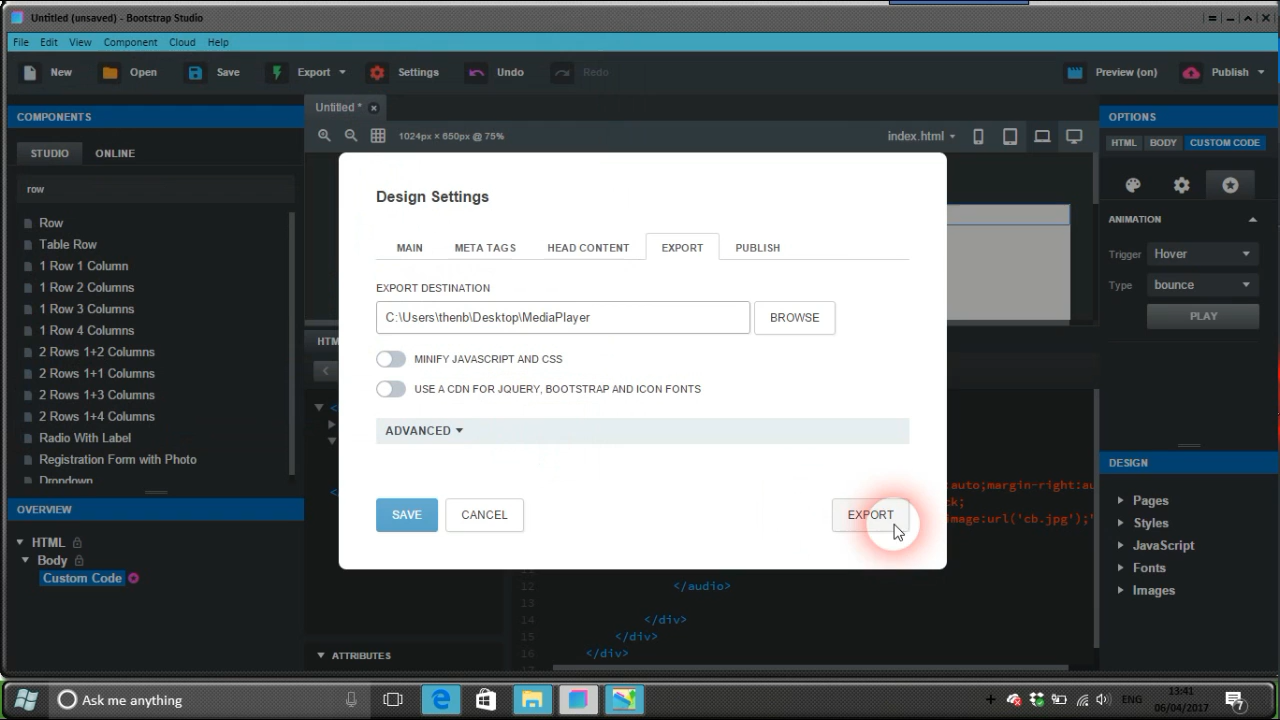 Untitled (unsaved) - Bootstrap Studio
File Edit View Component Cloud Help
New Open Save Export Settings Undo Redo Preview (on) Publish
COMPONENTS
STUDIO ONLINE
row
Row
Table Row
1 Row 1 Column
1 Row 2 Columns
1 Row 3 Columns
1 Row 4 Columns
2 Rows 1+2 Columns
2 Rows 1+1 Columns
2 Rows 1+3 Columns
2 Rows 1+4 Columns
Radio With Label
Registration Form with Photo
Dropdown
OVERVIEW
HTML
Body
Custom Code
Untitled *
1024px × 650px @ 75%
index.html
Design Settings
MAIN META TAGS HEAD CONTENT EXPORT PUBLISH
EXPORT DESTINATION
C:\Users\thenb\Desktop\MediaPlayer
BROWSE
MINIFY JAVASCRIPT AND CSS
USE A CDN FOR JQUERY, BOOTSTRAP AND ICON FONTS
ADVANCED
SAVE CANCEL EXPORT
HTM
auto;margin-right:au
k;
image:url('cb.jpg');"
12 </audio>
13
14 </div>
15 </div>
16 </div>
ATTRIBUTES
OPTIONS
HTML BODY CUSTOM CODE
ANIMATION
Trigger Hover
Type bounce
PLAY
DESIGN
Pages
Styles
JavaScript
Fonts
Images
Ask me anything
ENG
13:41
06/04/2017